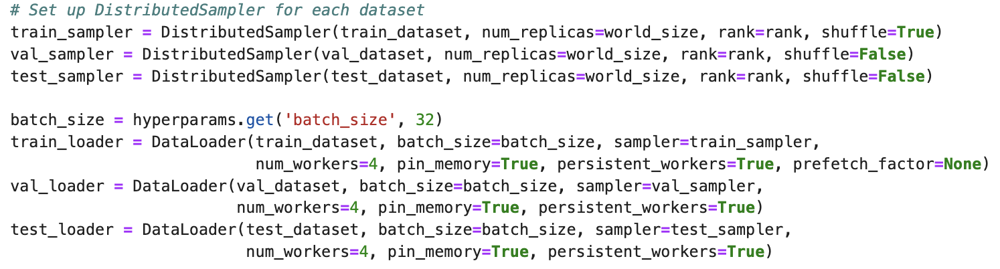 # Set up DistributedSampler for each dataset
train_sampler = DistributedSampler(train_dataset, num_replicas=world_size, rank=rank, shuffle=True)
val_sampler = DistributedSampler(val_dataset, num_replicas=world_size, rank=rank, shuffle=False)
test_sampler = DistributedSampler(test_dataset, num_replicas=world_size, rank=rank, shuffle=False)

batch_size = hyperparams.get('batch_size', 32)
train_loader = DataLoader(train_dataset, batch_size=batch_size, sampler=train_sampler,
                          num_workers=4, pin_memory=True, persistent_workers=True, prefetch_factor=None)
val_loader = DataLoader(val_dataset, batch_size=batch_size, sampler=val_sampler,
                        num_workers=4, pin_memory=True, persistent_workers=True)
test_loader = DataLoader(test_dataset, batch_size=batch_size, sampler=test_sampler,
                         num_workers=4, pin_memory=True, persistent_workers=True)